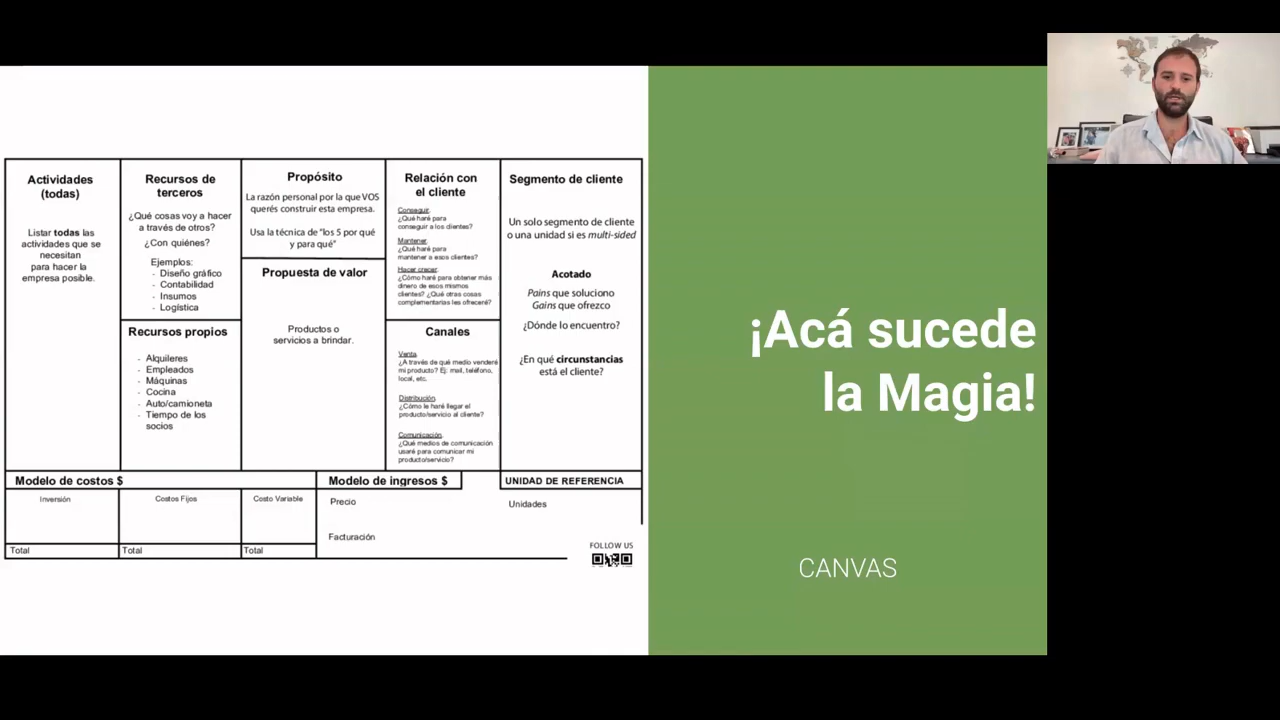 Actividades
(todas)
Listar todas las
actividades que se
necesitan
para hacer la
empresa posible.
Recursos de
terceros
¿Qué cosas voy a hacer
a través de otros?
¿Con quiénes?
Ejemplos:
- Diseño gráfico
- Contabilidad
- Insumos
- Logística
Recursos propios
- Alquileres
- Empleados
- Máquinas
- Cocina
- Auto/camioneta
- Tiempo de los
socios
Propósito
La razón personal por la que VOS
querés construir esta empresa.
Usa la técnica de "los 5 por qué
y para qué"
Propuesta de valor
Productos o
servicios a brindar.
Relación con
el cliente
Conseguir.
¿Qué haré para
conseguir a los clientes?
Mantener.
¿Qué haré para
mantener a esos clientes?
Hacer crecer.
¿Cómo haré para obtener más
dinero de esos mismos
clientes? ¿Qué otras cosas
complementarias les ofreceré?
Canales
Venta.
¿A través de qué medio venderé
mi producto? Ej: mail, teléfono,
local, etc.
Distribución.
¿Cómo le haré llegar el
producto/servicio al cliente?
Comunicación.
¿Qué medios de comunicación
usaré para comunicar mi
producto/servicio?
Segmento de cliente
Un solo segmento de cliente
o una unidad si es multi-sided
Acotado
Pains que soluciono
Gains que ofrezco
¿Dónde lo encuentro?
¿En qué circunstancias
está el cliente?
Modelo de costos $
Inversión
Costos Fijos
Costo Variable
Total
Total
Total
Modelo de ingresos $
Precio
Facturación
UNIDAD DE REFERENCIA
Unidades
FOLLOW US
¡Acá sucede
la Magia!
CANVAS